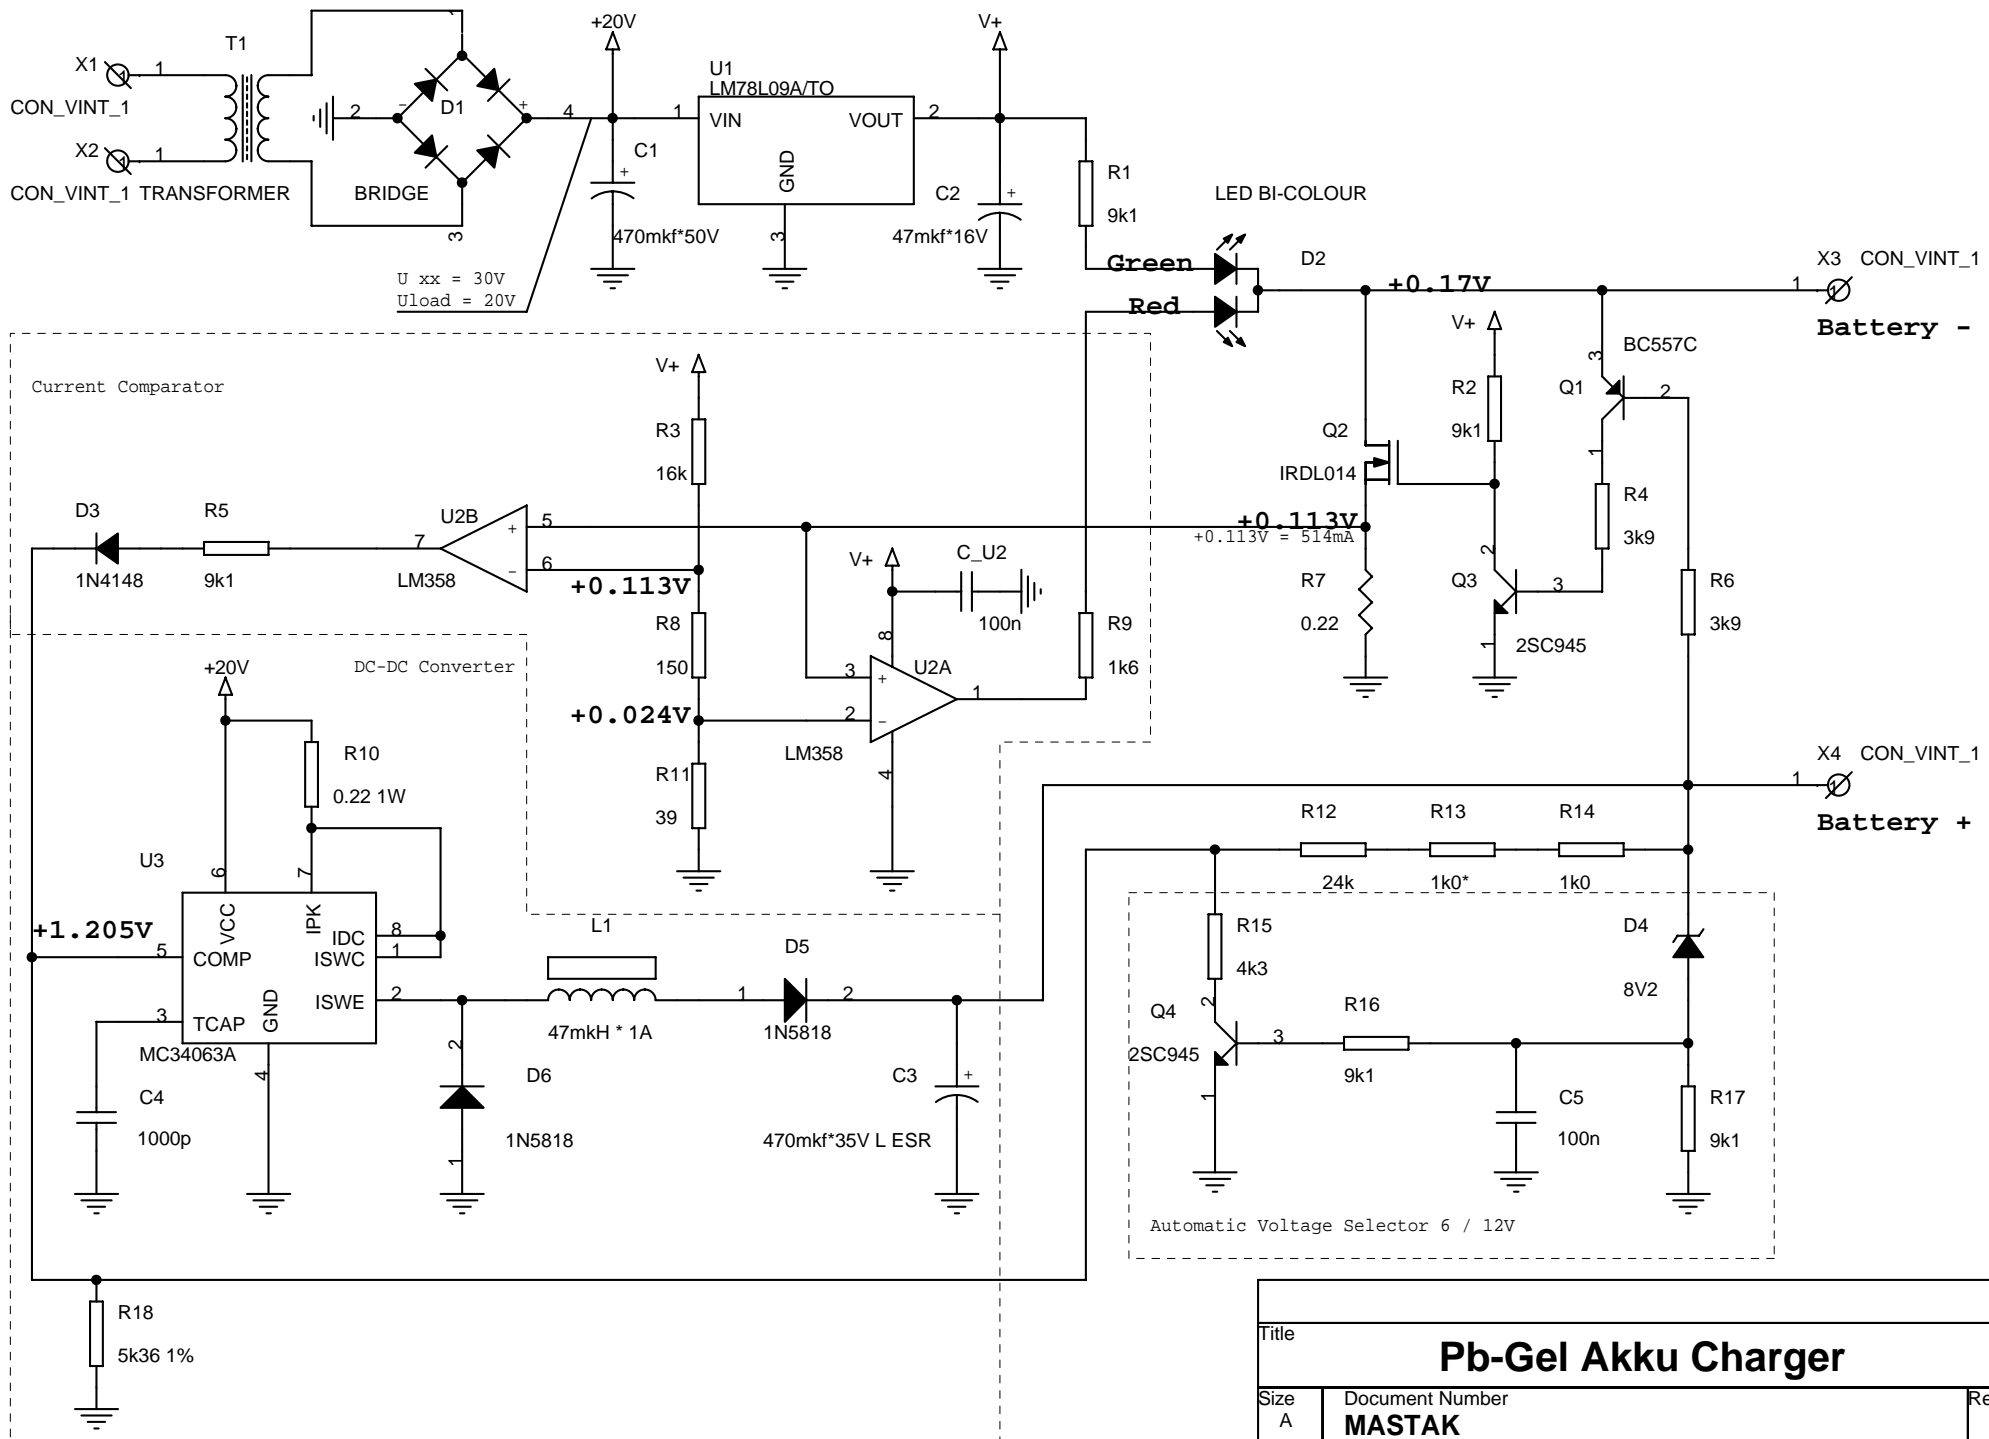 T1
X1
1
CON_VINT_1
X2
1
CON_VINT_1 TRANSFORMER
BRIDGE
D1
1
2
-
+
4
3
+20V
C1
+
470mkf*50V
U xx = 30V
Uload = 20V
U1
LM78L09A/TO
1
VIN
VOUT
2
GND
3
V+
C2
+
47mkf*16V
R1
9k1
LED BI-COLOUR
Green
Red
D2
+0.17V
X3 CON_VINT_1
1
1
Battery -
V+
R2
9k1
BC557C
3
Q1
2
1
R4
3k9
Q2
IRDL014
+0.113V
+0.113V = 514mA
R7
0.22
2
Q3
3
1
2SC945
R6
3k9
Current Comparator
V+
R3
16k
D3
1N4148
R5
9k1
7
U2B
LM358
+
5
-
6
+0.113V
R8
150
+0.024V
R11
39
V+
C_U2
100n
8
U2A
3
+
2
-
1
4
LM358
R9
1k6
DC-DC Converter
+20V
R10
0.22 1W
U3
6
7
VCC
IPK
+1.205V
5
COMP
IDC
8
ISWC
1
ISWE
2
3
TCAP
GND
MC34063A
4
C4
1000p
L1
47mkH * 1A
2
D6
1N5818
1
D5
1
2
1N5818
C3
+
470mkf*35V L ESR
X4 CON_VINT_1
1
1
Battery +
R12
24k
R13
1k0*
R14
1k0
R15
4k3
D4
8V2
2
Q4
2SC945
3
1
R16
9k1
C5
100n
R17
9k1
Automatic Voltage Selector 6 / 12V
R18
5k36 1%
Title
Pb-Gel Akku Charger
Size
A
Document Number
MASTAK
Re